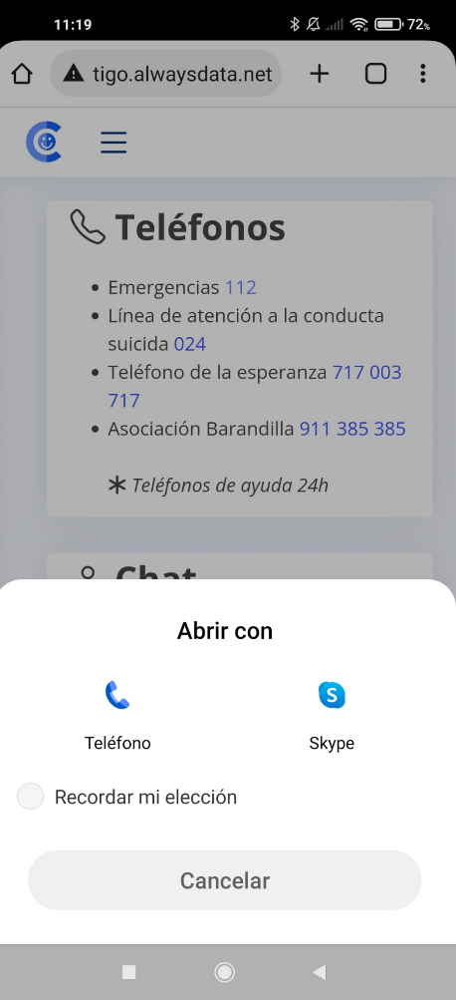 11:19
72%
tigo.alwaysdata.net
Teléfonos
Emergencias 112
Línea de atención a la conducta
suicida 024
Teléfono de la esperanza 717 003
717
Asociación Barandilla 911 385 385
Teléfonos de ayuda 24h
Chat
Abrir con
S
Teléfono
Skype
Recordar mi elección
Cancelar